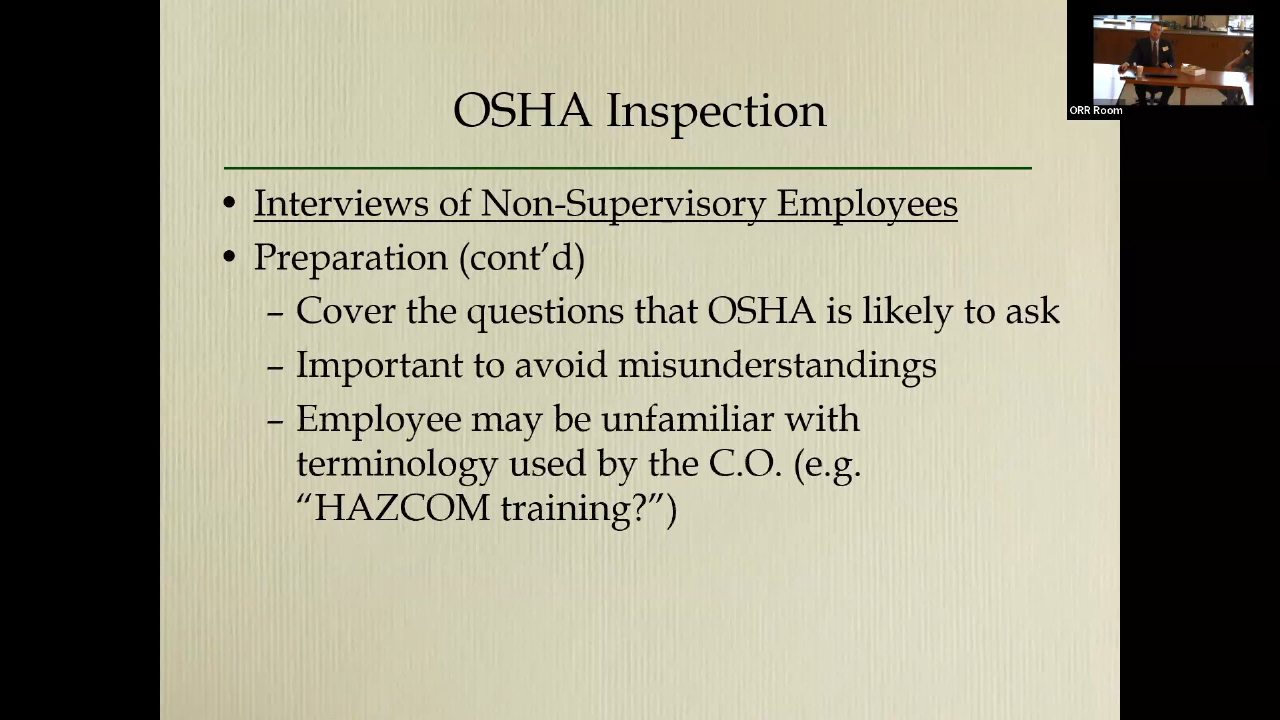 OSHA Inspection
• Interviews of Non-Supervisory Employees
• Preparation (cont’d)
– Cover the questions that OSHA is likely to ask
– Important to avoid misunderstandings
– Employee may be unfamiliar with
terminology used by the C.O. (e.g.
“HAZCOM training?”)
ORR Room